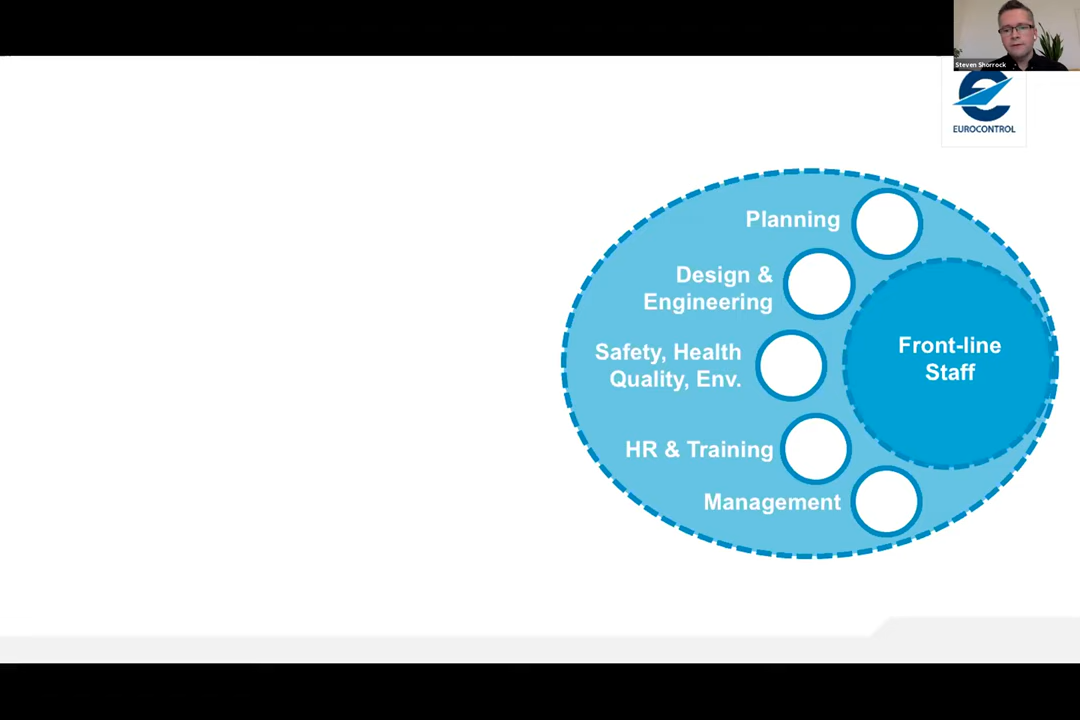 Steven Shorrock
EUROCONTROL
Planning
Design &
Engineering
Safety, Health
Quality, Env.
HR & Training
Management
Front-line
Staff